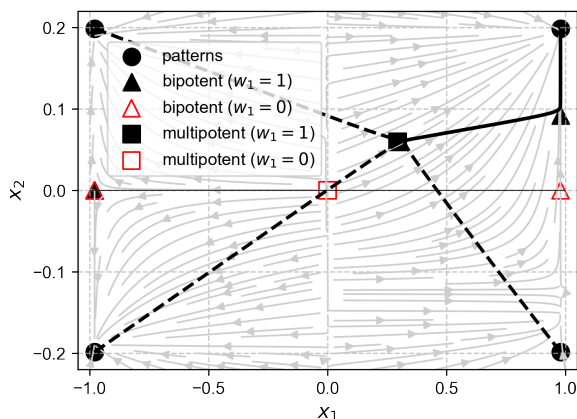 0.2
0.1
0.0
−0.1
−0.2
x₂
patterns
bipotent (w₁ = 1)
bipotent (w₁ = 0)
multipotent (w₁ = 1)
multipotent (w₁ = 0)
−1.0 −0.5 0.0 0.5 1.0
x₁